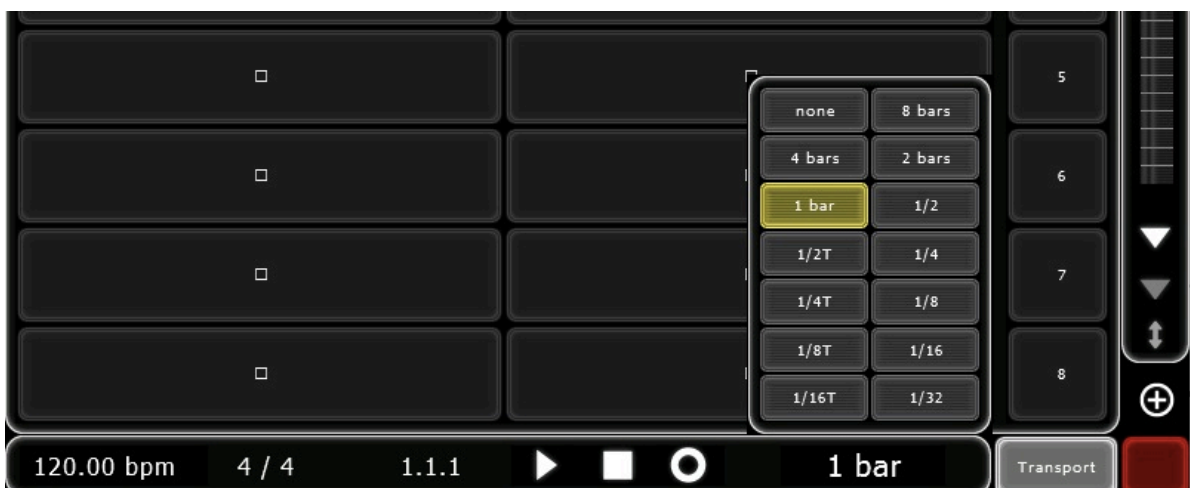 5
none 8 bars
4 bars 2 bars
6
1 bar 1/2
1/2T 1/4
7
1/4T 1/8
1/8T 1/16
8
1/16T 1/32
120.00 bpm 4 / 4 1.1.1 1 bar Transport